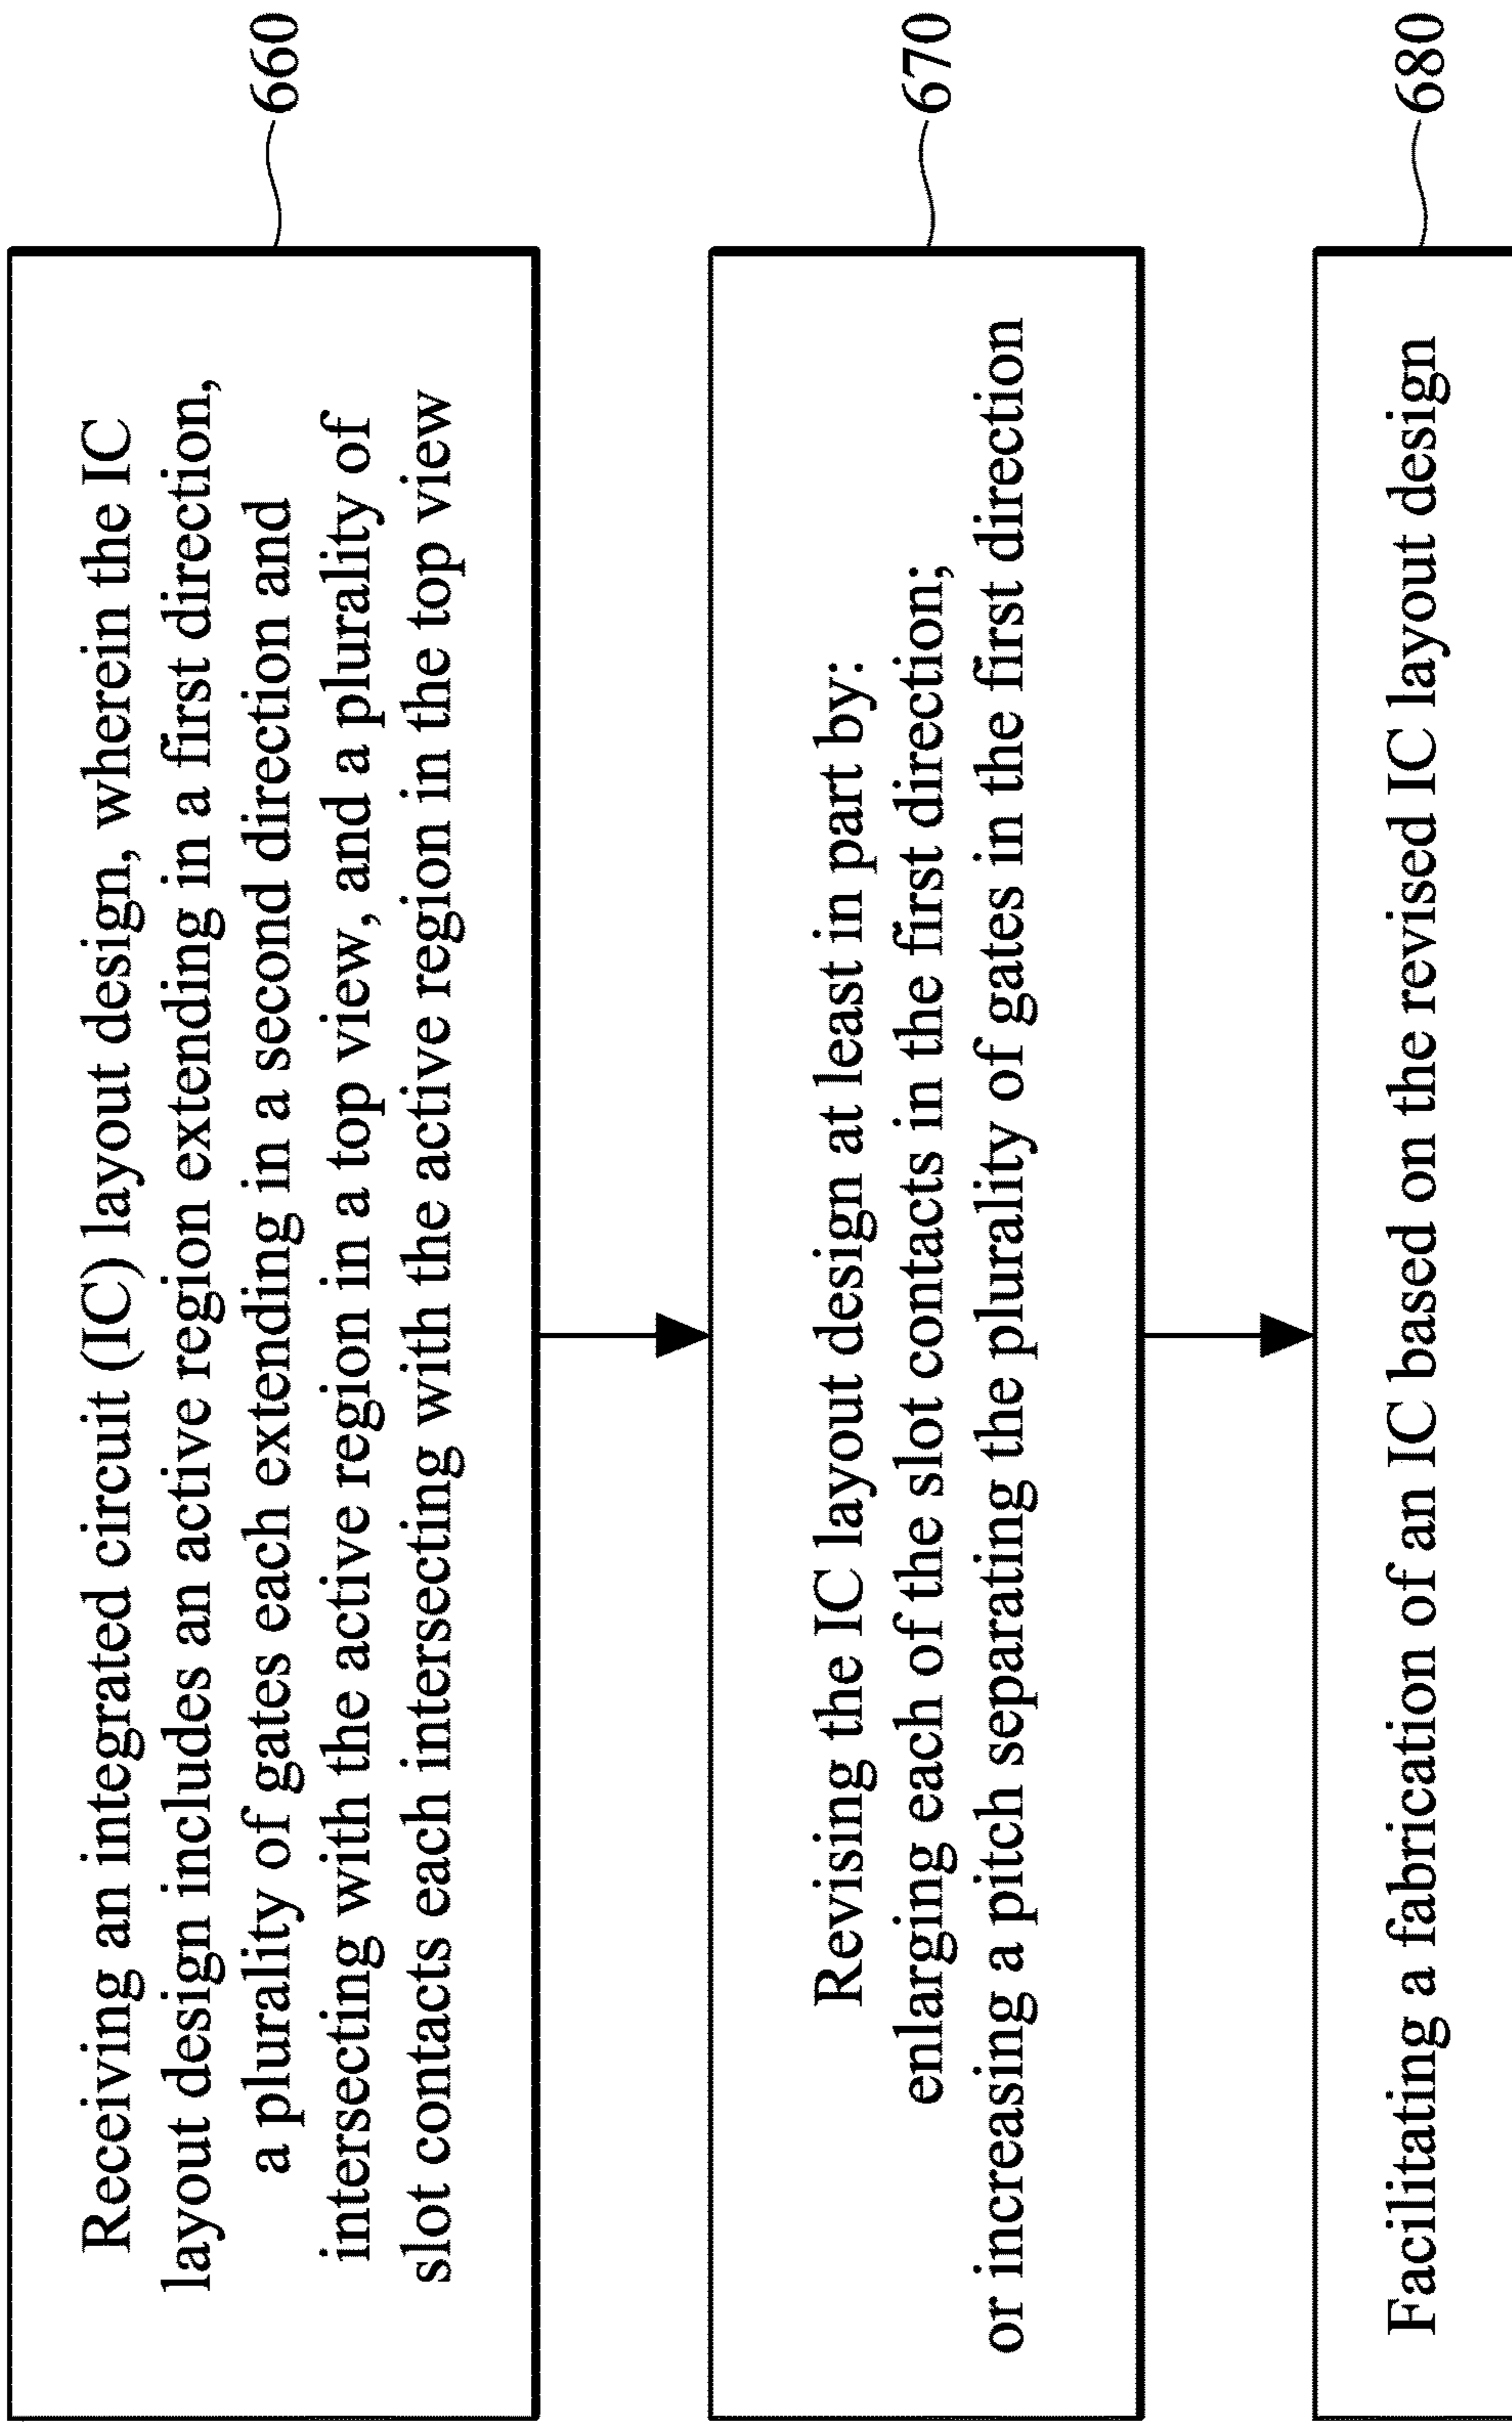 Receiving an integrated circuit (IC) layout design, wherein the IC
layout design includes an active region extending in a first direction,
a plurality of gates each extending in a second direction and
intersecting with the active region in a top view, and a plurality of
slot contacts each intersecting with the active region in the top view
660
Revising the IC layout design at least in part by:
enlarging each of the slot contacts in the first direction;
or increasing a pitch separating the plurality of gates in the first direction
670
Facilitating a fabrication of an IC based on the revised IC layout design
680